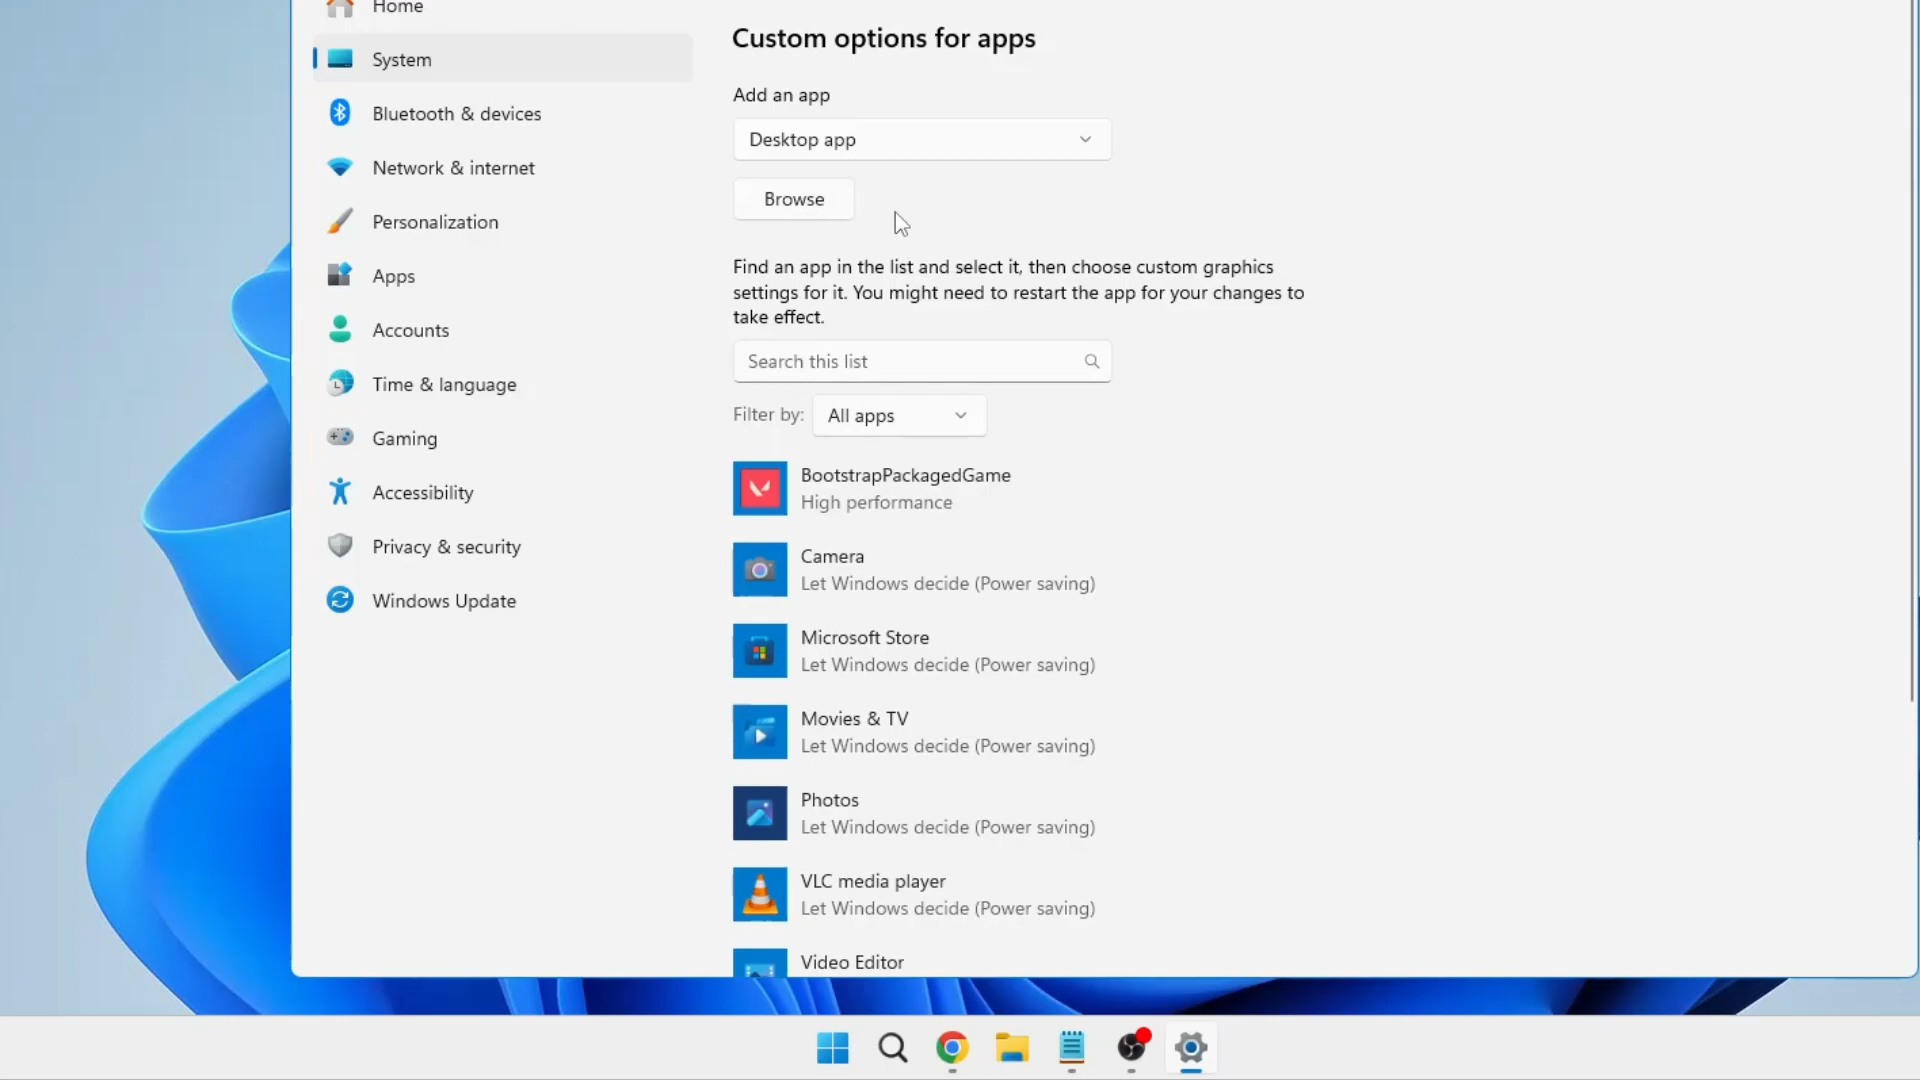 Home
System
Bluetooth & devices
Network & internet
Personalization
Apps
Accounts
Time & language
Gaming
Accessibility
Privacy & security
Windows Update
Custom options for apps
Add an app
Desktop app
Browse
Find an app in the list and select it, then choose custom graphics
settings for it. You might need to restart the app for your changes to
take effect.
Search this list
Filter by: All apps
BootstrapPackagedGame
High performance
Camera
Let Windows decide (Power saving)
Microsoft Store
Let Windows decide (Power saving)
Movies & TV
Let Windows decide (Power saving)
Photos
Let Windows decide (Power saving)
VLC media player
Let Windows decide (Power saving)
Video Editor